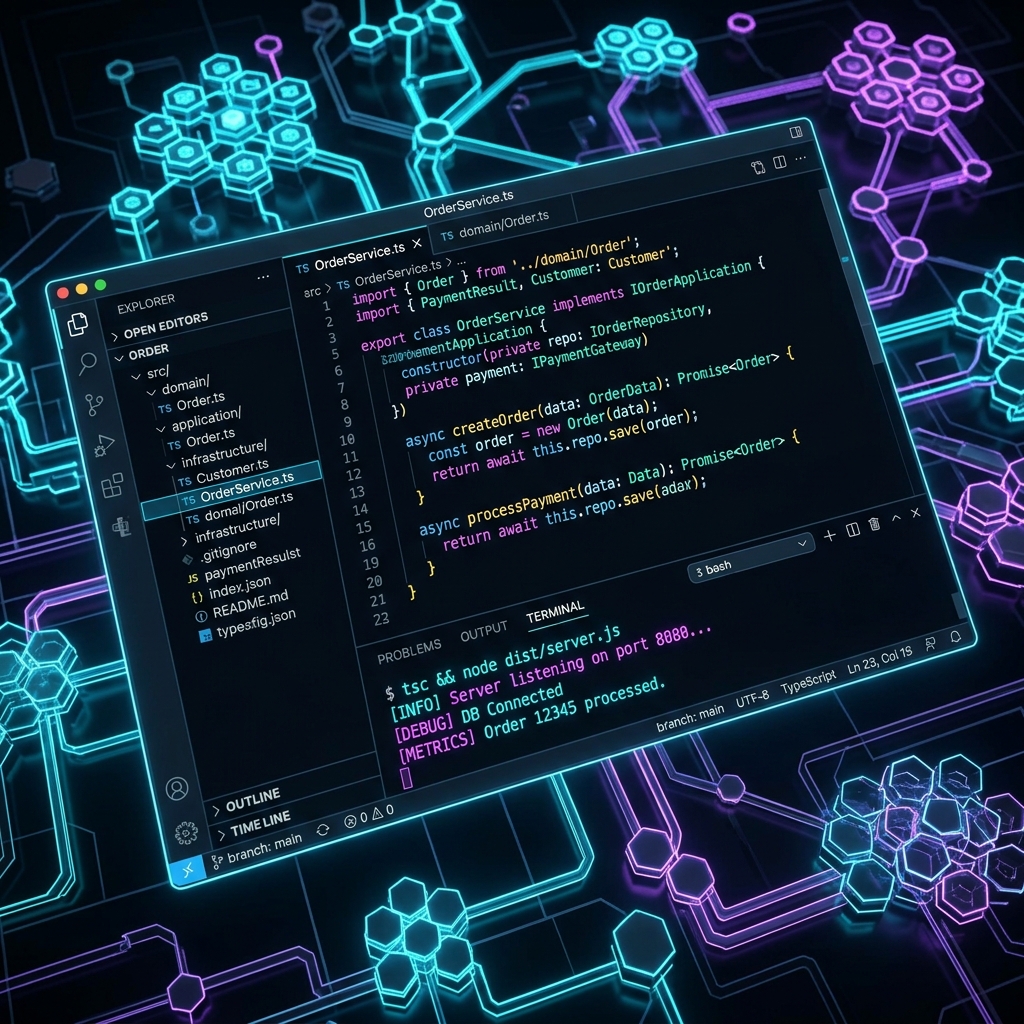 OrderService.ts
TS OrderService.ts ×
TS domain/Order.ts
EXPLORER
OPEN EDITORS
ORDER
src/
domain/
TS Order.ts
application/
TS Order.ts
infrastructure/
TS Customer.ts
TS OrderService.ts
TS domal/Order.ts
infrastructure/
.gitignore
JS paymentResulst
{} index.json
README.md
typesfig.json
OUTLINE
TIME LINE
src > TS OrderService.ts > ...
1 import { Order } from '../domain/Order';
2 import { PaymentResult, Custommer: Customer';
3
5 export class OrderService implements IOrderApplication {
ementApplication {
6 constructor(private repo: IOrderRepository,
7 private payment: IPaymentGateway)
8 })
9
10 async createOrder(data: OrderData): Promise<Order> {
11 const order = new Order(data);
12 return await this.repo.save(order);
13 }
14
15 async processPayment(data: Data): Promise<Order> {
16 return await this.repo.save(adax);
19 }
20 }
21
23
3 bash
PROBLEMS OUTPUT TERMINAL
$ tsc && node dist/server.js
[INFO] Server listening on port 8080...
[DEBUG] DB Connected
[METRICS] Order 12345 processed.
branch: main 0 0
branch: main UTF-8 TypeScript Ln 23, Col 18